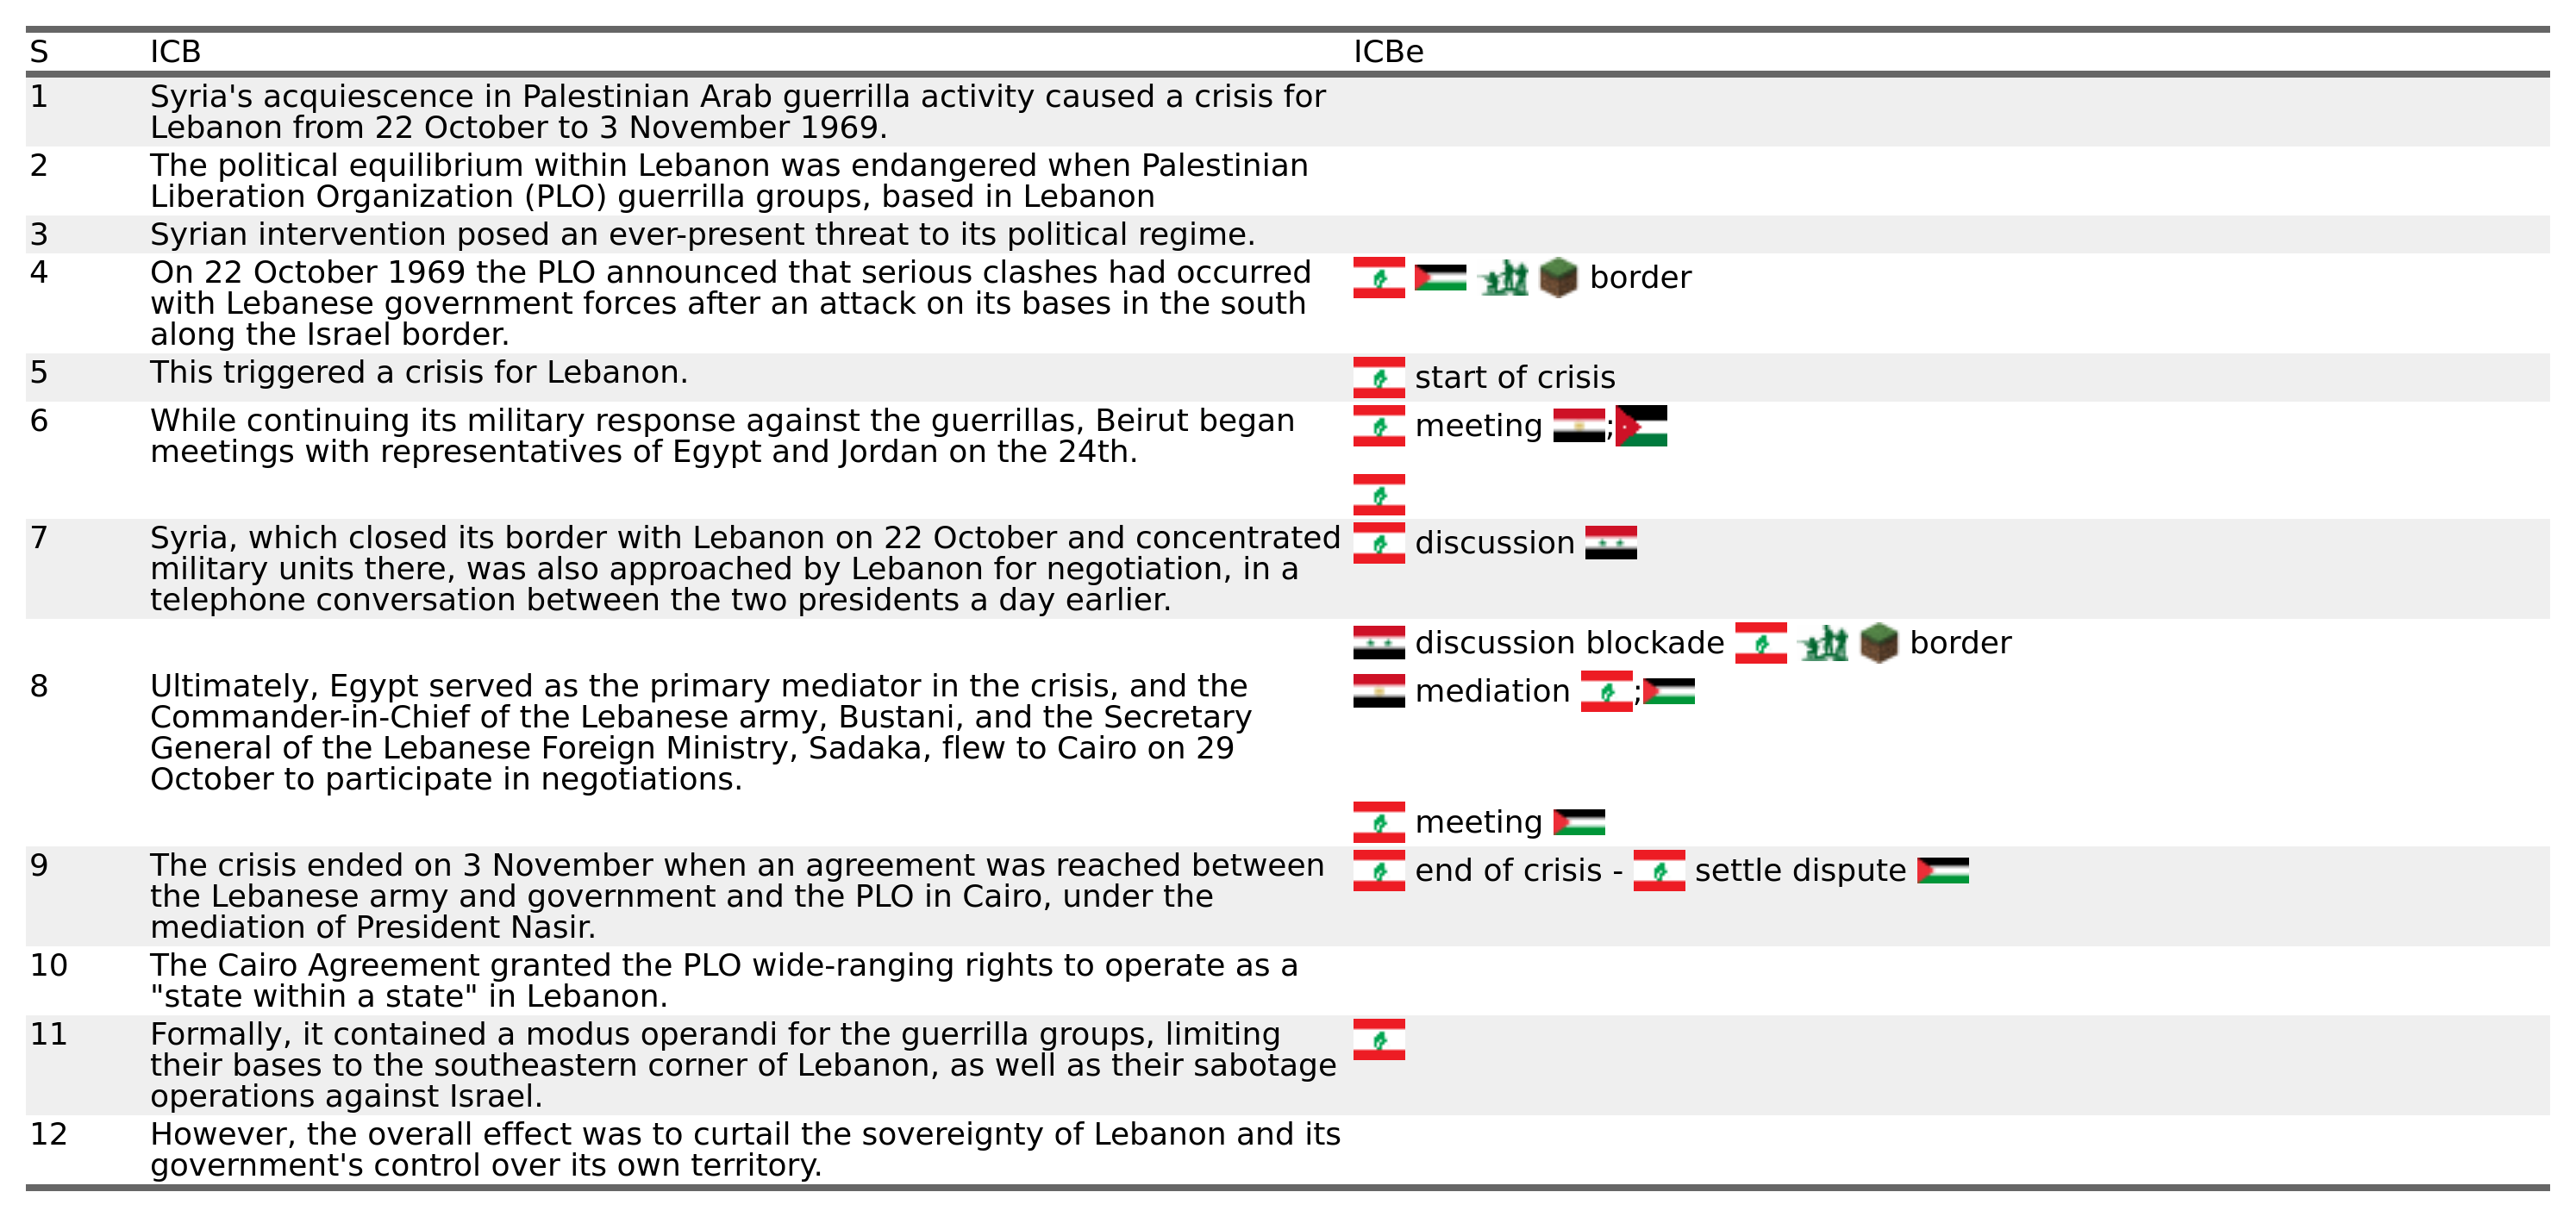 S ICB ICBe
1 Syria's acquiescence in Palestinian Arab guerrilla activity caused a crisis for
Lebanon from 22 October to 3 November 1969.
2 The political equilibrium within Lebanon was endangered when Palestinian
Liberation Organization (PLO) guerrilla groups, based in Lebanon
3 Syrian intervention posed an ever-present threat to its political regime.
4 On 22 October 1969 the PLO announced that serious clashes had occurred border
with Lebanese government forces after an attack on its bases in the south
along the Israel border.
5 This triggered a crisis for Lebanon. start of crisis
6 While continuing its military response against the guerrillas, Beirut began meeting ;
meetings with representatives of Egypt and Jordan on the 24th.
7 Syria, which closed its border with Lebanon on 22 October and concentrated discussion
military units there, was also approached by Lebanon for negotiation, in a
telephone conversation between the two presidents a day earlier.
discussion blockade border
8 Ultimately, Egypt served as the primary mediator in the crisis, and the mediation ;
Commander-in-Chief of the Lebanese army, Bustani, and the Secretary
General of the Lebanese Foreign Ministry, Sadaka, flew to Cairo on 29
October to participate in negotiations.
meeting
9 The crisis ended on 3 November when an agreement was reached between end of crisis - settle dispute
the Lebanese army and government and the PLO in Cairo, under the
mediation of President Nasir.
10 The Cairo Agreement granted the PLO wide-ranging rights to operate as a
"state within a state" in Lebanon.
11 Formally, it contained a modus operandi for the guerrilla groups, limiting
their bases to the southeastern corner of Lebanon, as well as their sabotage
operations against Israel.
12 However, the overall effect was to curtail the sovereignty of Lebanon and its
government's control over its own territory.